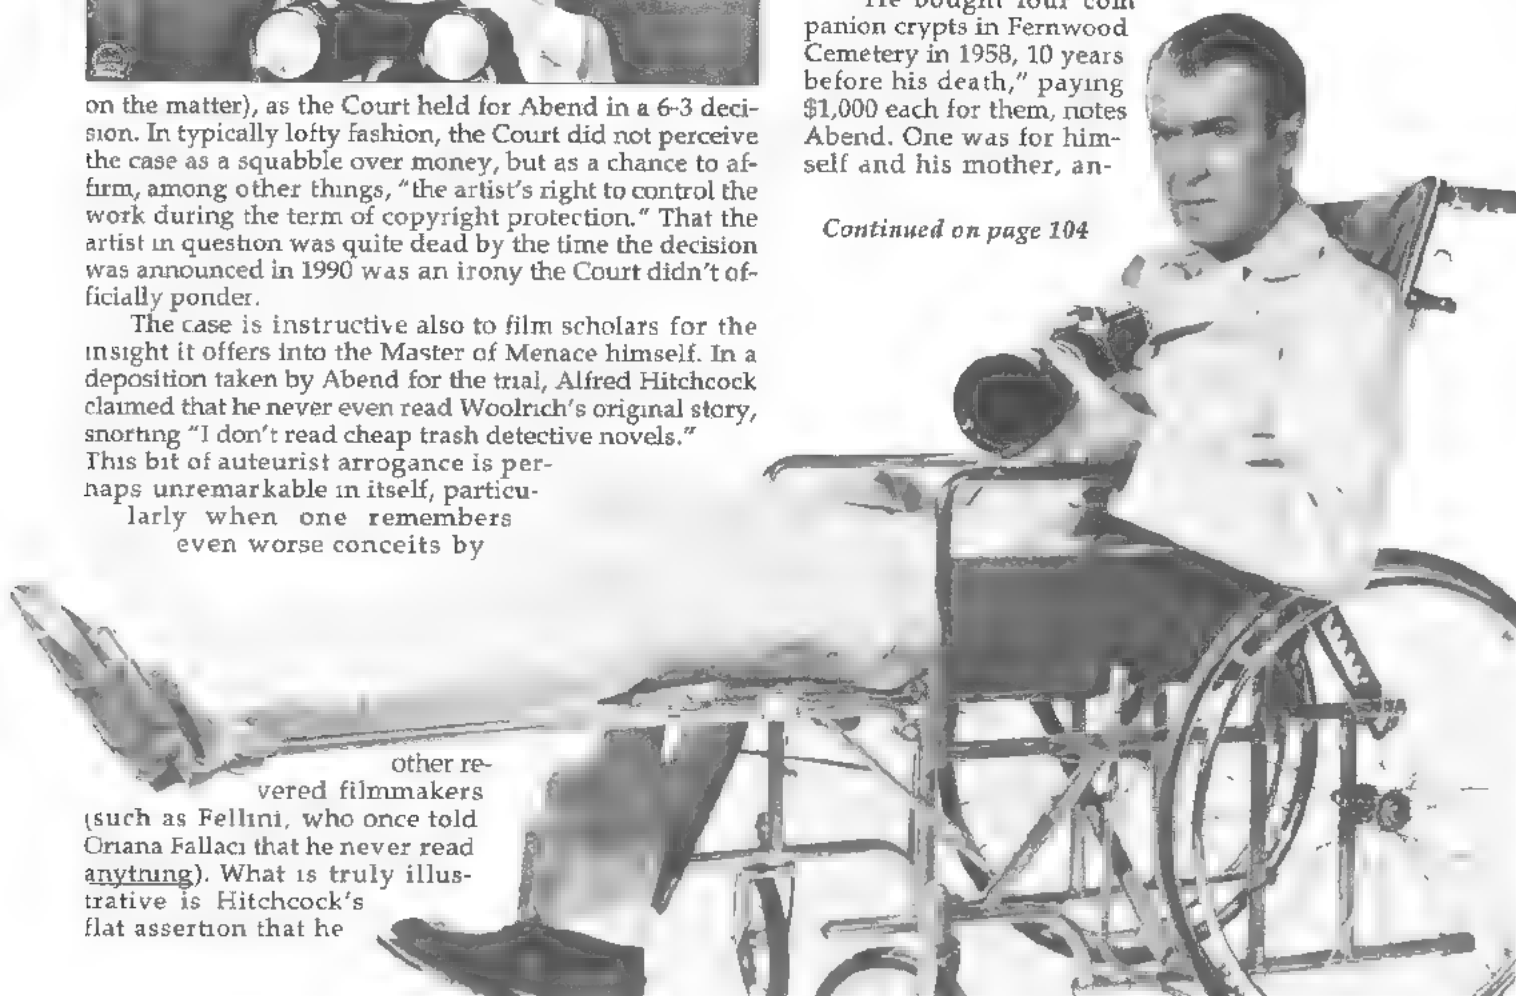 on the matter), as the Court held for Abend in a 6-3 deci-
sion. In typically lofty fashion, the Court did not perceive
the case as a squabble over money, but as a chance to af-
firm, among other things, "the artist's right to control the
work during the term of copyright protection." That the
artist in question was quite dead by the time the decision
was announced in 1990 was an irony the Court didn't of-
ficially ponder.
The case is instructive also to film scholars for the
insight it offers into the Master of Menace himself. In a
deposition taken by Abend for the trial, Alfred Hitchcock
claimed that he never even read Woolrich's original story,
snorting "I don't read cheap trash detective novels."
This bit of auteurist arrogance is per-
haps unremarkable in itself, particu-
larly when one remembers
even worse conceits by
other re-
vered filmmakers
(such as Fellini, who once told
Oriana Fallaci that he never read
anything). What is truly illus-
trative is Hitchcock's
flat assertion that he
"He bought four com-
panion crypts in Fernwood
Cemetery in 1958, 10 years
before his death," paying
$1,000 each for them, notes
Abend. One was for him-
self and his mother, an-
Continued on page 104